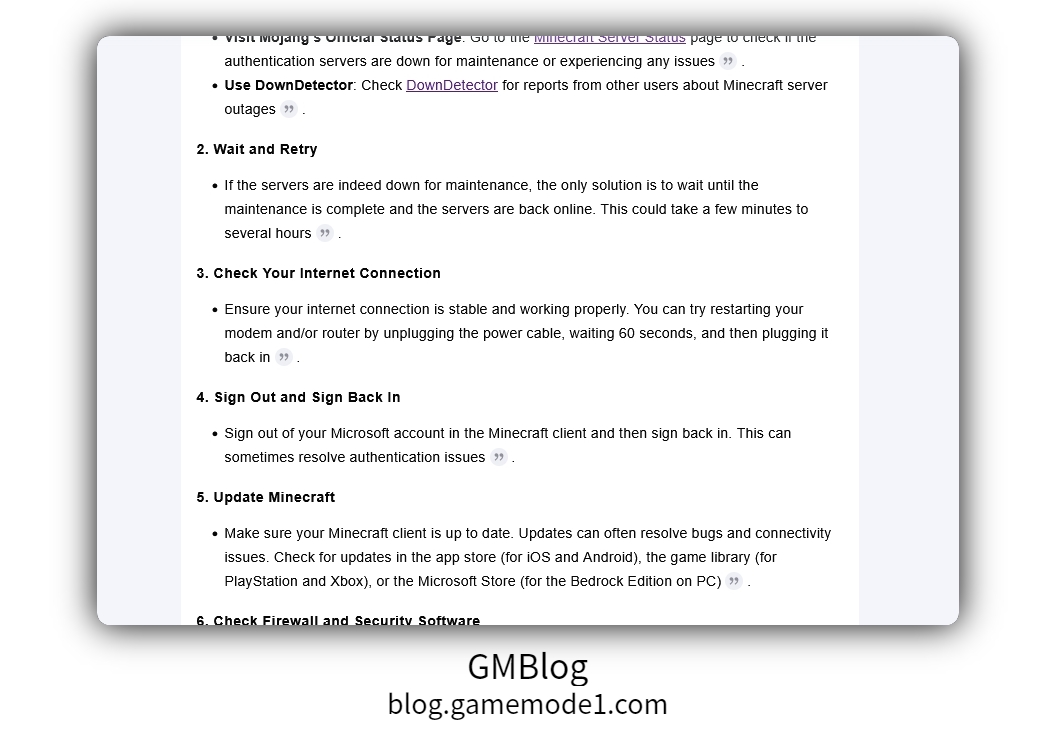 • Visit Mojang's Official Status Page: Go to the Minecraft Server Status page to check if the
authentication servers are down for maintenance or experiencing any issues ” .
• Use DownDetector: Check DownDetector for reports from other users about Minecraft server
outages ” .
2. Wait and Retry
• If the servers are indeed down for maintenance, the only solution is to wait until the
maintenance is complete and the servers are back online. This could take a few minutes to
several hours ” .
3. Check Your Internet Connection
• Ensure your internet connection is stable and working properly. You can try restarting your
modem and/or router by unplugging the power cable, waiting 60 seconds, and then plugging it
back in ” .
4. Sign Out and Sign Back In
• Sign out of your Microsoft account in the Minecraft client and then sign back in. This can
sometimes resolve authentication issues ” .
5. Update Minecraft
• Make sure your Minecraft client is up to date. Updates can often resolve bugs and connectivity
issues. Check for updates in the app store (for iOS and Android), the game library (for
PlayStation and Xbox), or the Microsoft Store (for the Bedrock Edition on PC) ” .
6. Check Firewall and Security Software
GMBlog
blog.gamemode1.com